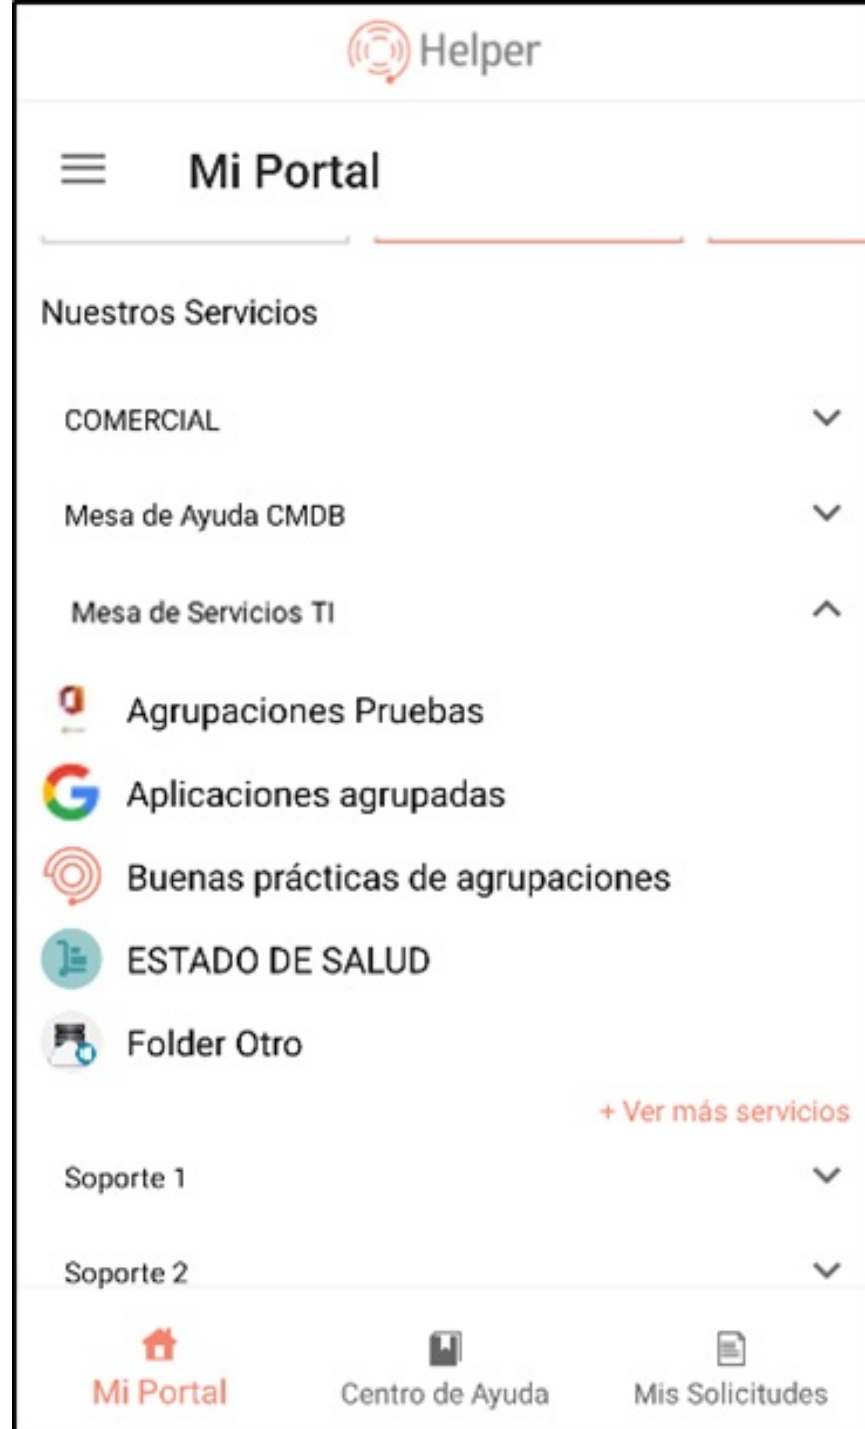 Helper
Mi Portal
Nuestros Servicios
COMERCIAL
Mesa de Ayuda CMDB
Mesa de Servicios TI
Agrupaciones Pruebas
Aplicaciones agrupadas
Buenas prácticas de agrupaciones
ESTADO DE SALUD
Folder Otro
+ Ver más servicios
Soporte 1
Soporte 2
Mi Portal
Centro de Ayuda
Mis Solicitudes